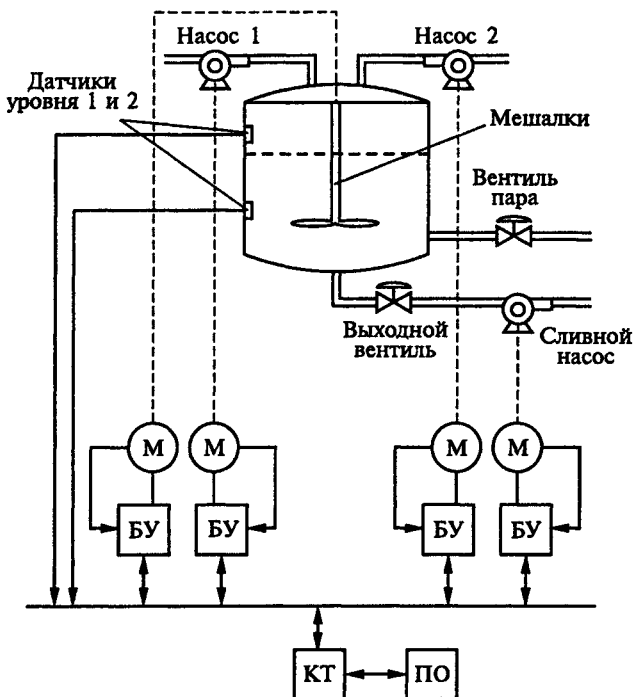 Насос 1
Насос 2
Датчики
уровня 1 и 2
Мешалки
Вентиль
пара
Выходной
вентиль
Сливной
насос
М
М
М
М
БУ
БУ
БУ
БУ
КТ
ПО